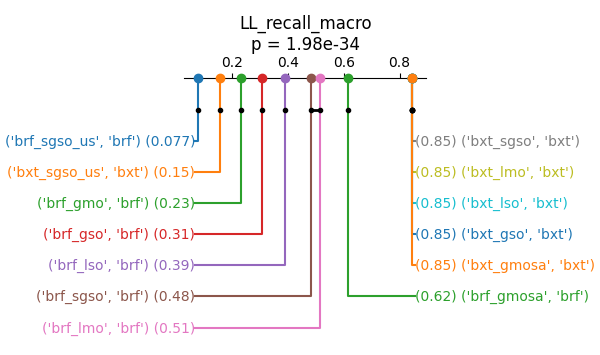 LL_recall_macro
p = 1.98e-34
0.2 0.4 0.6 0.8
('brf_sgso_us', 'brf') (0.077)
(0.85) ('bxt_sgso', 'bxt')
('bxt_sgso_us', 'bxt') (0.15)
(0.85) ('bxt_lmo', 'bxt')
('brf_gmo', 'brf') (0.23)
(0.85) ('bxt_lso', 'bxt')
('brf_gso', 'brf') (0.31)
(0.85) ('bxt_gso', 'bxt')
('brf_lso', 'brf') (0.39)
(0.85) ('bxt_gmosa', 'bxt')
('brf_sgso', 'brf') (0.48)
(0.62) ('brf_gmosa', 'brf')
('brf_lmo', 'brf') (0.51)